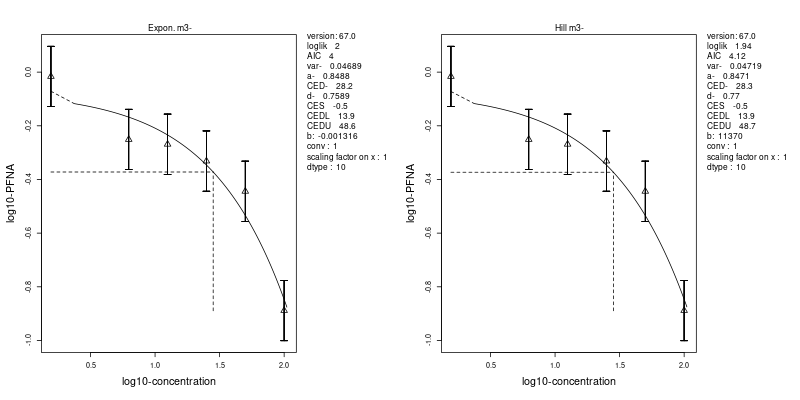 Expon. m3-
version: 67.0
loglik 2
AIC 4
var- 0.04689
a- 0.8488
CED- 28.2
d- 0.7589
CES -0.5
CEDL 13.9
CEDU 48.6
b: -0.001316
conv : 1
scaling factor on x : 1
dtype : 10
log10-PFNA
0.0
-0.2
-0.4
-0.6
-0.8
-1.0
0.5 1.0 1.5 2.0
log10-concentration
Hill m3-
version: 67.0
loglik 1.94
AIC 4.12
var- 0.04719
a- 0.8471
CED- 28.3
d- 0.77
CES -0.5
CEDL 13.9
CEDU 48.7
b: 11370
conv : 1
scaling factor on x : 1
dtype : 10
log10-PFNA
0.0
-0.2
-0.4
-0.6
-0.8
-1.0
0.5 1.0 1.5 2.0
log10-concentration